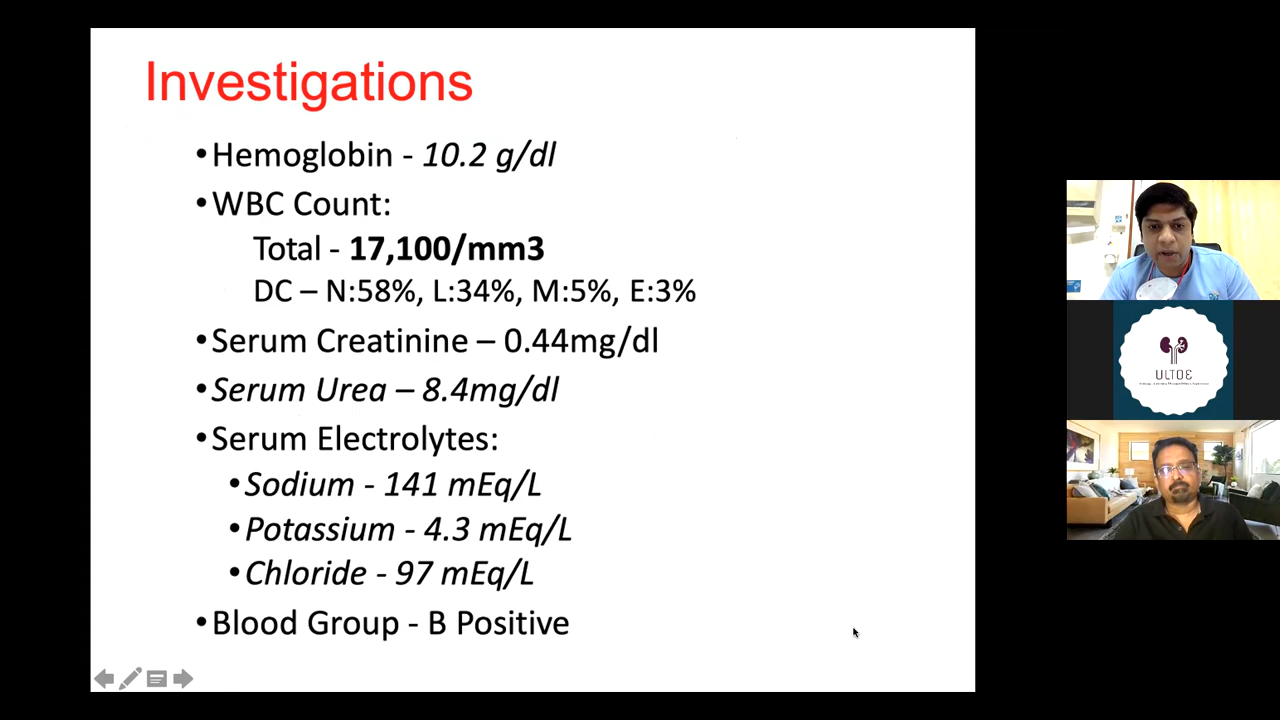 Investigations
•Hemoglobin - 10.2 g/dl
•WBC Count:
Total - 17,100/mm3
DC – N:58%, L:34%, M:5%, E:3%
•Serum Creatinine – 0.44mg/dl
•Serum Urea – 8.4mg/dl
•Serum Electrolytes:
•Sodium - 141 mEq/L
•Potassium - 4.3 mEq/L
•Chloride - 97 mEq/L
•Blood Group - B Positive
ULTOE